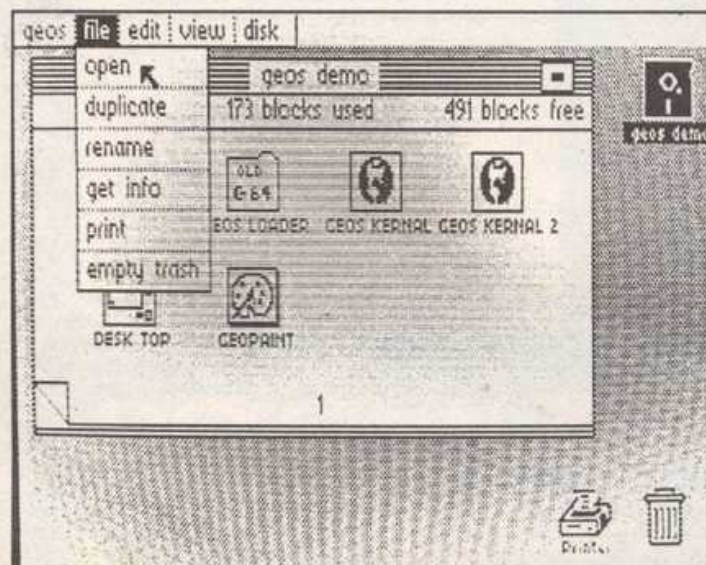 geos file edit view disk
open
duplicate
rename
get info
print
empty trash
geos demo
173 blocks used 491 blocks free
OLD
C-64
EOS LOADER GEOS KERNAL GEOS KERNAL 2
DESK TOP GEOPAINT
1
geos demo
Printer